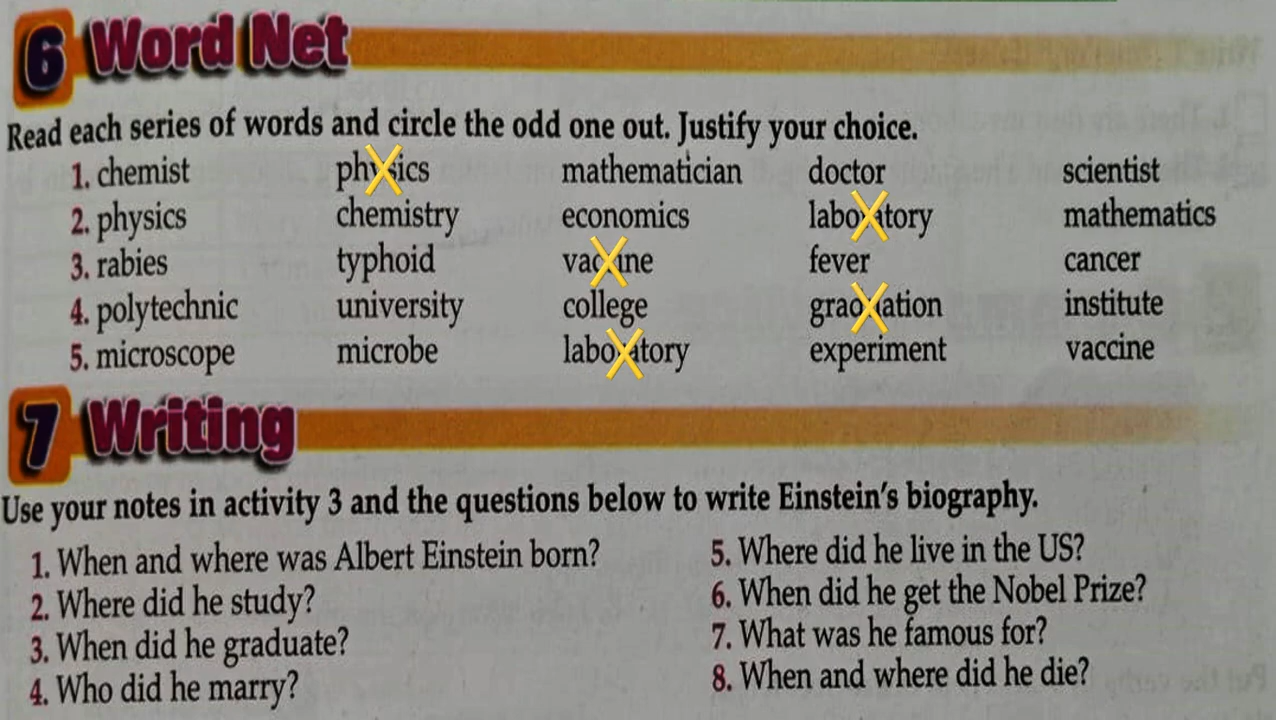 6 Word Net
Read each series of words and circle the odd one out. Justify your choice.
1. chemist physics mathematician doctor scientist
2. physics chemistry economics laboratory mathematics
3. rabies typhoid vaccine fever cancer
4. polytechnic university college graduation institute
5. microscope microbe laboratory experiment vaccine
7 Writing
Use your notes in activity 3 and the questions below to write Einstein's biography.
1. When and where was Albert Einstein born?
2. Where did he study?
3. When did he graduate?
4. Who did he marry?
5. Where did he live in the US?
6. When did he get the Nobel Prize?
7. What was he famous for?
8. When and where did he die?